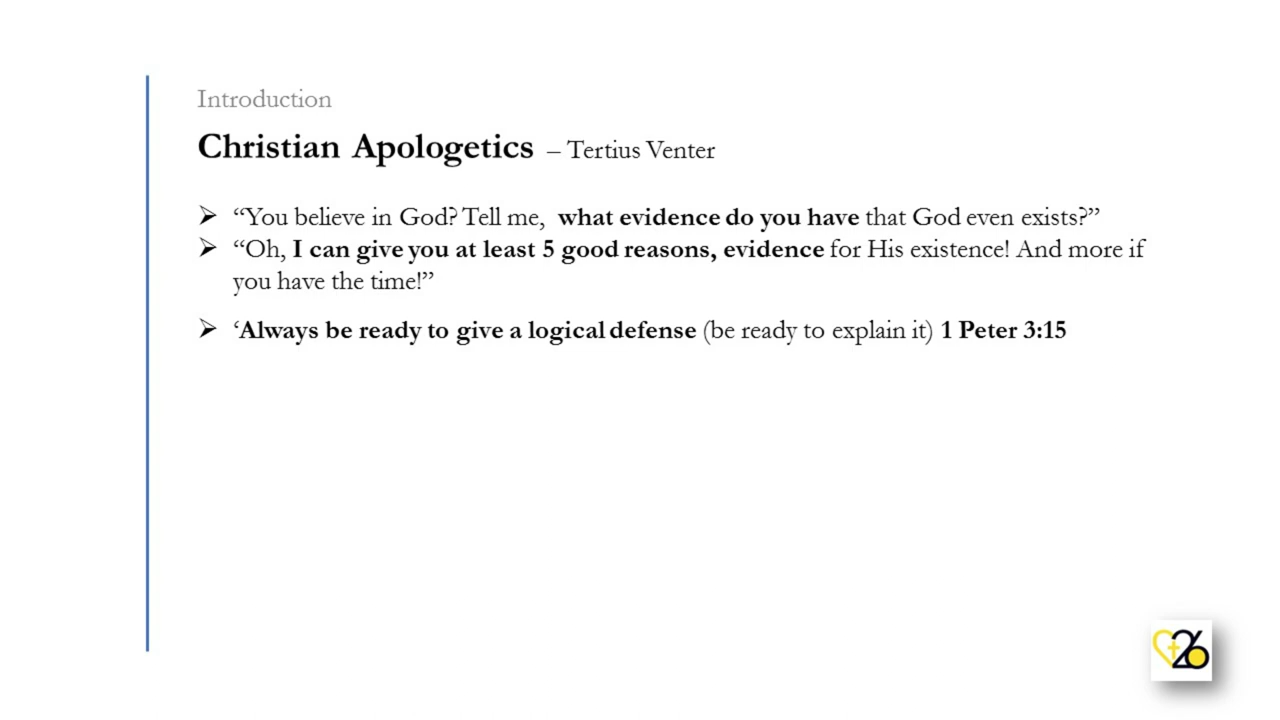 Introduction
Christian Apologetics – Tertius Venter
➢ “You believe in God? Tell me, what evidence do you have that God even exists?”
➢ “Oh, I can give you at least 5 good reasons, evidence for His existence! And more if
you have the time!”
➢ ‘Always be ready to give a logical defense (be ready to explain it) 1 Peter 3:15
26